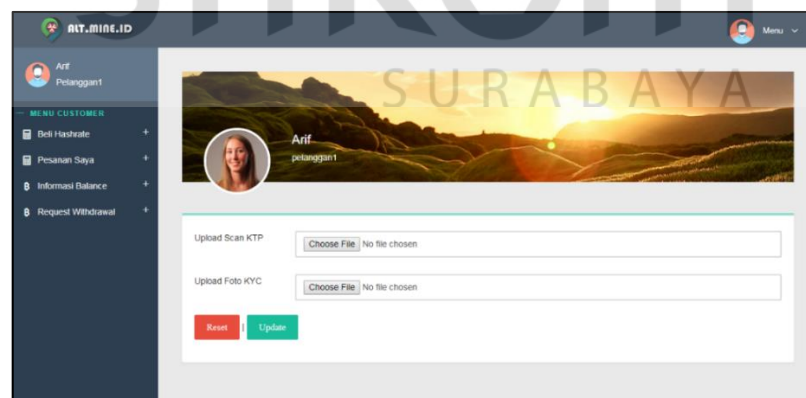 ALT.MINE.ID
Menu
Arif
Pelanggan1
SURABAYA
MENU CUSTOMER
Beli Hashrate +
Pesanan Saya +
Informasi Balance +
Request Withdrawal +
Arif
pelanggan1
Upload Scan KTP
Choose File No file chosen
Upload Foto KYC
Choose File No file chosen
Reset | Update